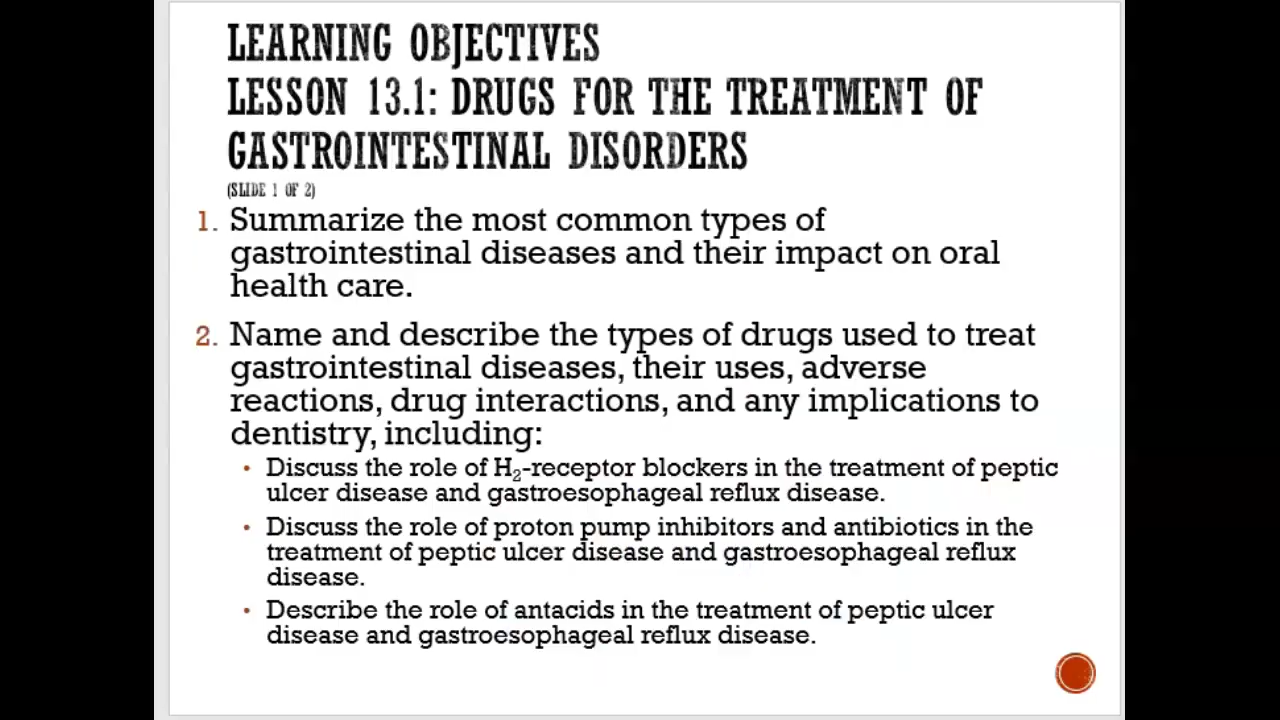 LEARNING OBJECTIVES
LESSON 13.1: DRUGS FOR THE TREATMENT OF
GASTROINTESTINAL DISORDERS
(SLIDE 1 OF 2)
1. Summarize the most common types of
gastrointestinal diseases and their impact on oral
health care.
2. Name and describe the types of drugs used to treat
gastrointestinal diseases, their uses, adverse
reactions, drug interactions, and any implications to
dentistry, including:
• Discuss the role of H₂-receptor blockers in the treatment of peptic
ulcer disease and gastroesophageal reflux disease.
• Discuss the role of proton pump inhibitors and antibiotics in the
treatment of peptic ulcer disease and gastroesophageal reflux
disease.
• Describe the role of antacids in the treatment of peptic ulcer
disease and gastroesophageal reflux disease.